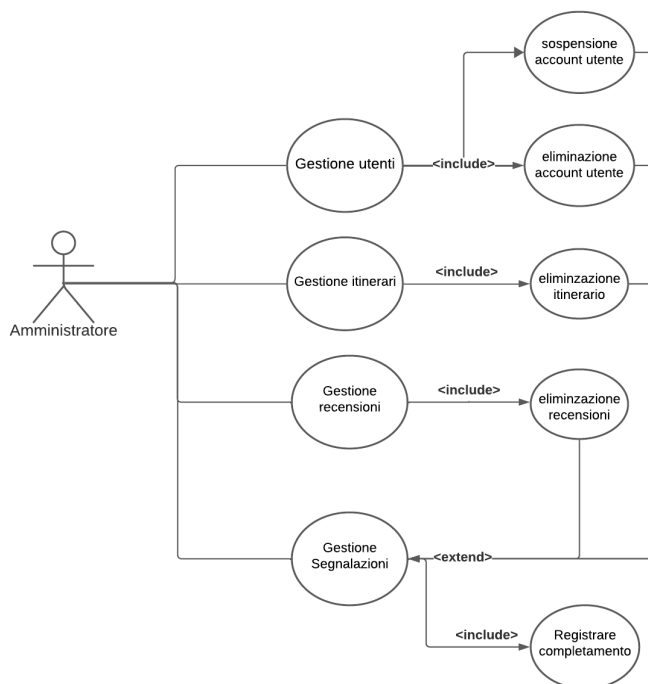 sospensione
account utente
Gestione utenti
<include>
eliminazione
account utente
Amministratore
Gestione itinerari
<include>
eliminzazione
itinerario
Gestione
recensioni
<include>
eliminzazione
recensioni
Gestione
Segnalazioni
<extend>
<include>
Registrare
completamento